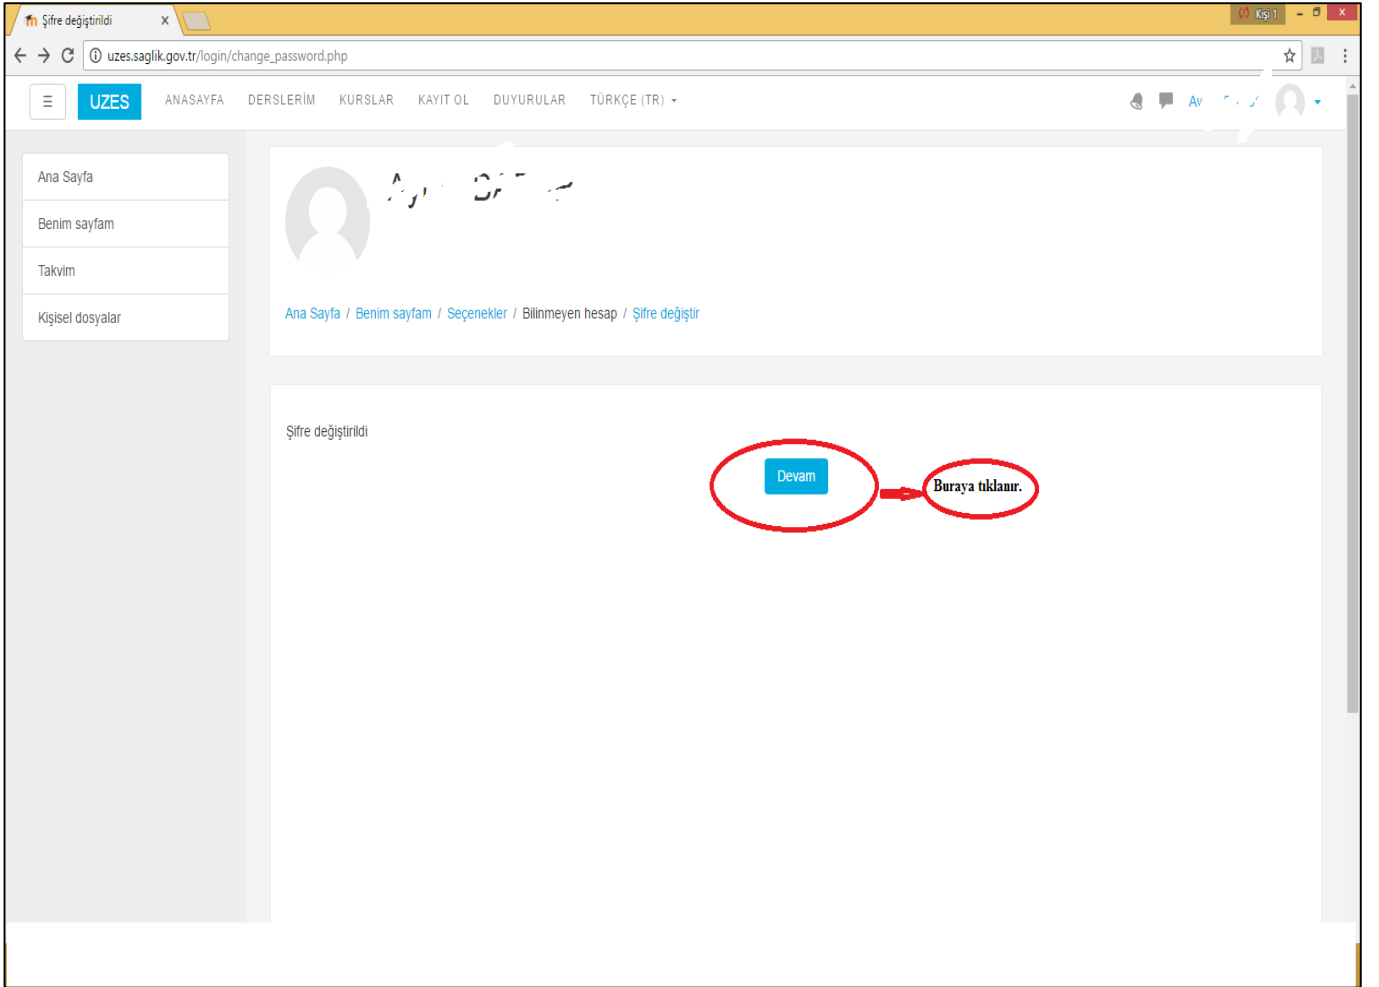 Şifre değiştirildi
Kişi 1
uzes.saglik.gov.tr/login/change_password.php
UZES ANASAYFA DERSLERİM KURSLAR KAYIT OL DUYURULAR TÜRKÇE (TR)
Ana Sayfa
Benim sayfam
Takvim
Kişisel dosyalar
Ana Sayfa / Benim sayfam / Seçenekler / Bilinmeyen hesap / Şifre değiştir
Şifre değiştirildi
Devam
Buraya tıklanır.